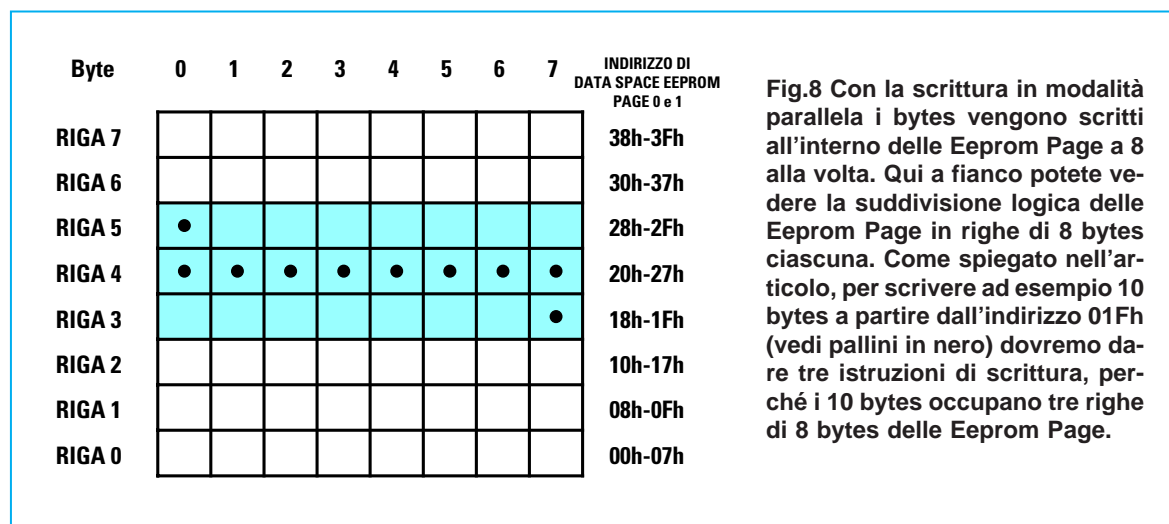 Byte 0 1 2 3 4 5 6 7 INDIRIZZO DI
DATA SPACE EEPROM
PAGE 0 e 1
RIGA 7 38h-3Fh
RIGA 6 30h-37h
RIGA 5 28h-2Fh
RIGA 4 20h-27h
RIGA 3 18h-1Fh
RIGA 2 10h-17h
RIGA 1 08h-0Fh
RIGA 0 00h-07h
Fig.8 Con la scrittura in modalità
parallela i bytes vengono scritti
all'interno delle Eeprom Page a 8
alla volta. Qui a fianco potete ve-
dere la suddivisione logica delle
Eeprom Page in righe di 8 bytes
ciascuna. Come spiegato nell'ar-
ticolo, per scrivere ad esempio 10
bytes a partire dall'indirizzo 01Fh
(vedi pallini in nero) dovremo da-
re tre istruzioni di scrittura, per-
ché i 10 bytes occupano tre righe
di 8 bytes delle Eeprom Page.